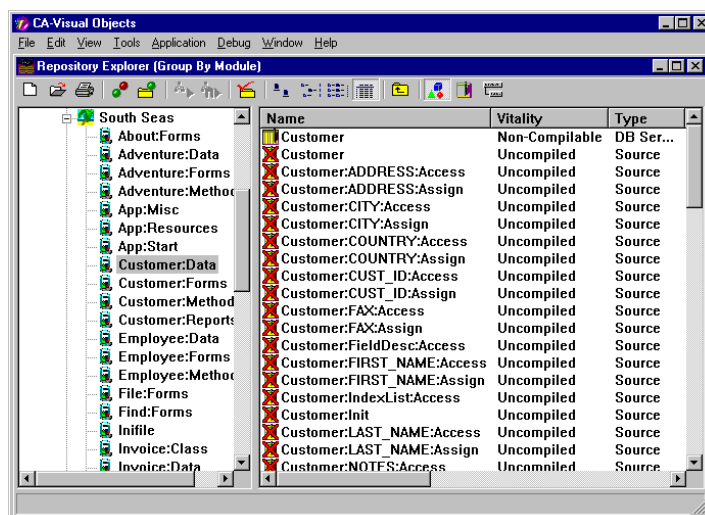 CA-Visual Objects
File Edit View Tools Application Debug Window Help
Repository Explorer (Group By Module)
South Seas
About:Forms
Adventure:Data
Adventure:Forms
Adventure:Method
App:Misc
App:Resources
App:Start
Customer:Data
Customer:Forms
Customer:Method
Customer:Reports
Employee:Data
Employee:Forms
Employee:Method
File:Forms
Find:Forms
Inifile
Invoice:Class
Invoice:Data
Name Vitality Type
Customer Non-Compilable DB Ser...
Customer Uncompiled Source
Customer:ADDRESS:Access Uncompiled Source
Customer:ADDRESS:Assign Uncompiled Source
Customer:CITY:Access Uncompiled Source
Customer:CITY:Assign Uncompiled Source
Customer:COUNTRY:Access Uncompiled Source
Customer:COUNTRY:Assign Uncompiled Source
Customer:CUST_ID:Access Uncompiled Source
Customer:CUST_ID:Assign Uncompiled Source
Customer:FAX:Access Uncompiled Source
Customer:FAX:Assign Uncompiled Source
Customer:FieldDesc:Access Uncompiled Source
Customer:FIRST_NAME:Access Uncompiled Source
Customer:FIRST_NAME:Assign Uncompiled Source
Customer:IndexList:Access Uncompiled Source
Customer:Init Uncompiled Source
Customer:LAST_NAME:Access Uncompiled Source
Customer:LAST_NAME:Assign Uncompiled Source
Customer:NOTES:Access Uncompiled Source